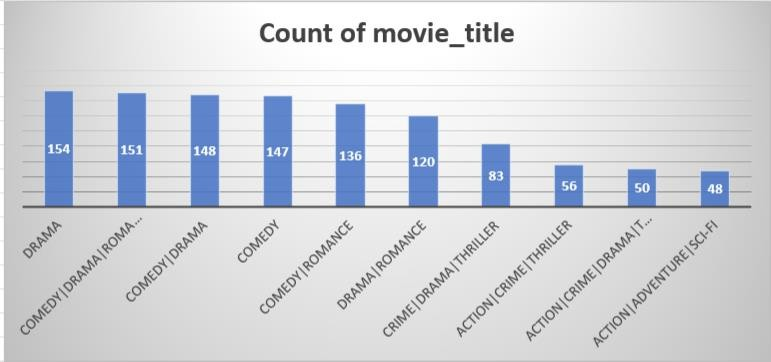 Count of movie_title
154
151
148
147
136
120
83
56
50
48
DRAMA
COMEDY|DRAMA|ROMA...
COMEDY|DRAMA
COMEDY
COMEDY|ROMANCE
DRAMA|ROMANCE
CRIME|DRAMA|THRILLER
ACTION|CRIME|THRILLER
ACTION|CRIME|DRAMA|T...
ACTION|ADVENTURE|SCI-FI